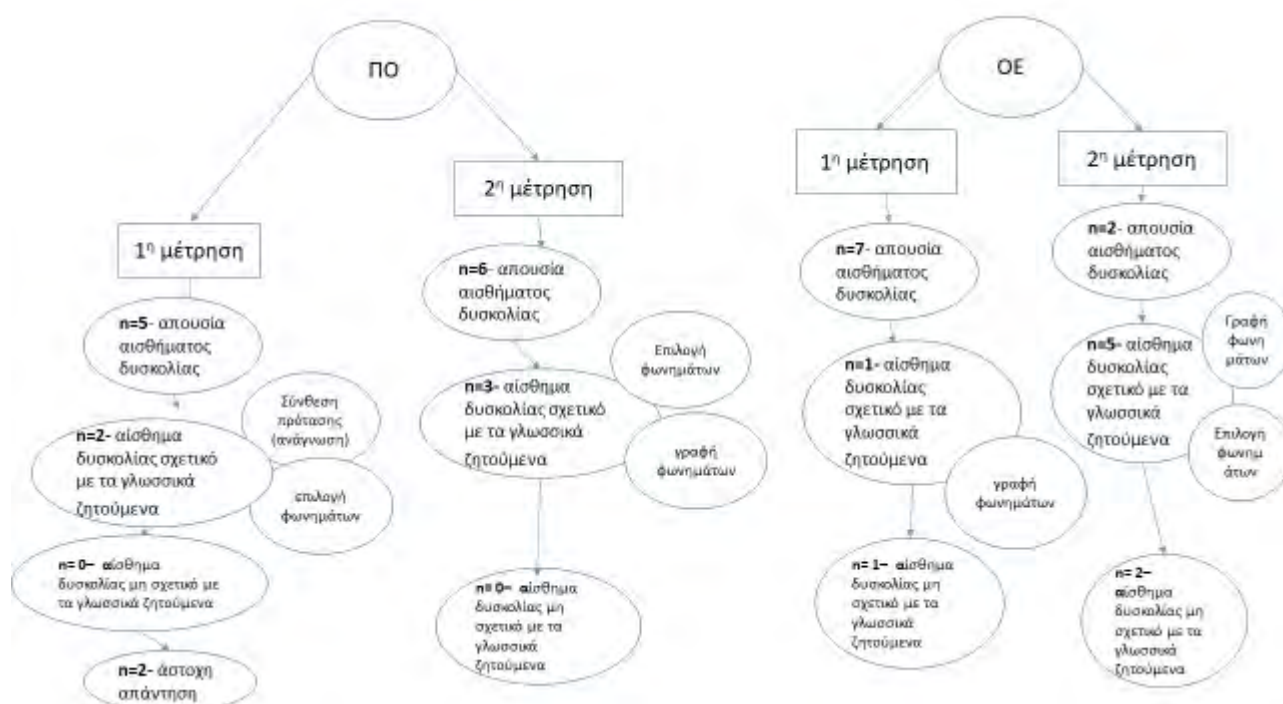 ΠΟ
1η μέτρηση
n=5- απουσία
αισθήματος
δυσκολίας
n=2- αίσθημα
δυσκολίας σχετικό
με τα γλωσσικά
ζητούμενα
Σύνθεση
πρότασης
(ανάγνωση)
επιλογή
φωνημάτων
n= 0– αίσθημα
δυσκολίας μη σχετικό με
τα γλωσσικά ζητούμενα
n=2- άστοχη
απάντήση
2η μέτρηση
n=6- απουσία
αισθήματος
δυσκολίας
n=3- αίσθημα
δυσκολίας σχετικό
με τα γλωσσικά
ζητούμενα
Επιλογή
φωνημάτων
γραφή
φωνημάτων
n= 0– αίσθημα
δυσκολίας μη
σχετικό με τα
γλωσσικά
ζητούμενα
ΟΕ
1η μέτρηση
n=7- απουσία
αισθήματος
δυσκολίας
n=1- αίσθημα
δυσκολίας
σχετικό με τα
γλωσσικά
ζητούμενα
γραφή
φωνημάτων
n= 1– αίσθημα
δυσκολίας μη
σχετικό με τα
γλωσσικά
ζητούμενα
2η μέτρηση
n=2- απουσία
αισθήματος
δυσκολίας
n=5- αίσθημα
δυσκολίας
σχετικό με τα
γλωσσικά
ζητούμενα
Γραφή
φωνη
μάτων
Επιλογή
φωνημ
άτων
n= 2–
αίσθημα
δυσκολίας μη
σχετικό με τα
γλωσσικά
ζητούμενα